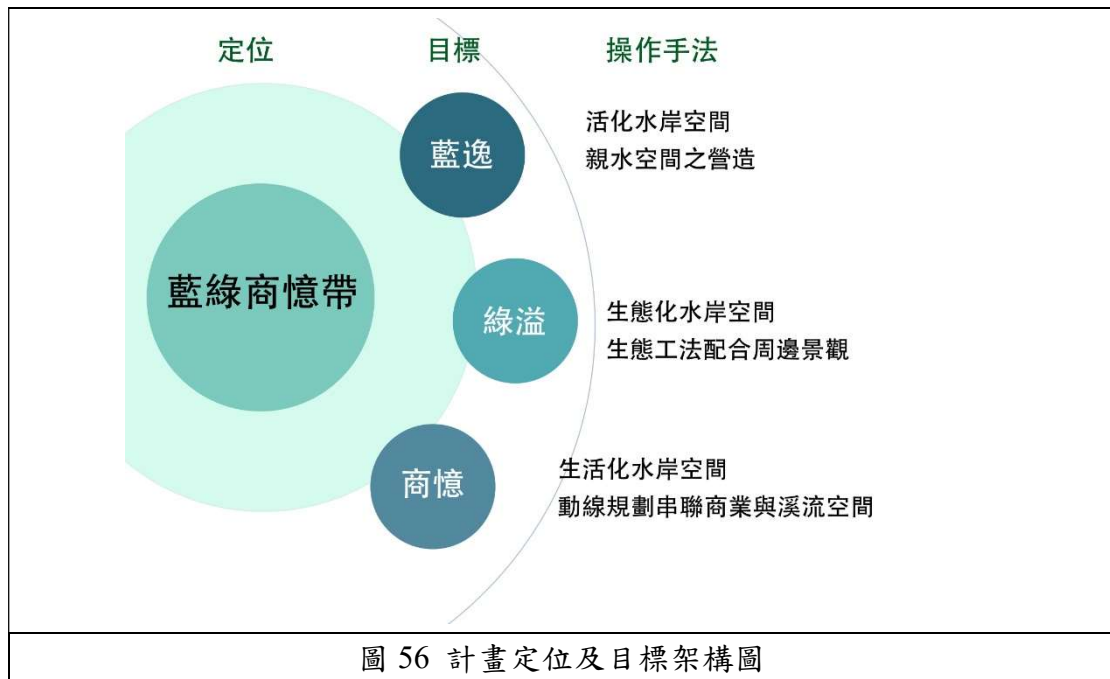 定位
目標
操作手法
藍綠商憶帶
藍逸
活化水岸空間
親水空間之營造
綠溢
生態化水岸空間
生態工法配合周邊景觀
商憶
生活化水岸空間
動線規劃串聯商業與溪流空間
圖 56 計畫定位及目標架構圖